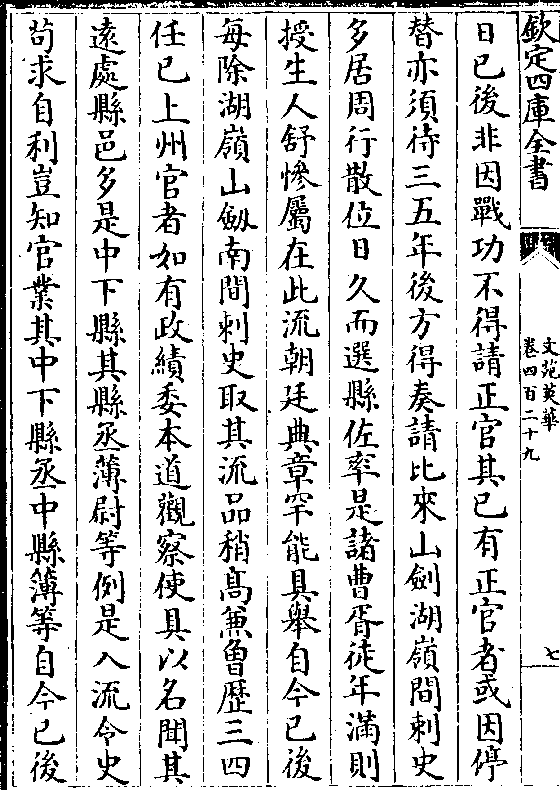 欽定四庫全書
文苑英華
卷四百二十九
七
日已後非因戰功不得請正官其已有正官者或因停
替亦須待三五年後方得奏請比來山劍湖嶺間刺史
多居周行散位日久而選縣佐率是諸曹胥徒年滿則
授生人舒慘屬在此流朝廷典章罕能具舉自今已後
每除湖嶺山劔南間刺史取其流品稍髙兼曾歴三四
任已上州官者如有政績委本道觀察使具以名聞其
遠處縣邑多是中下縣其縣丞薄尉等例是入流令史
苟求自利豈知官業其中下縣丞中縣簿等自今已後